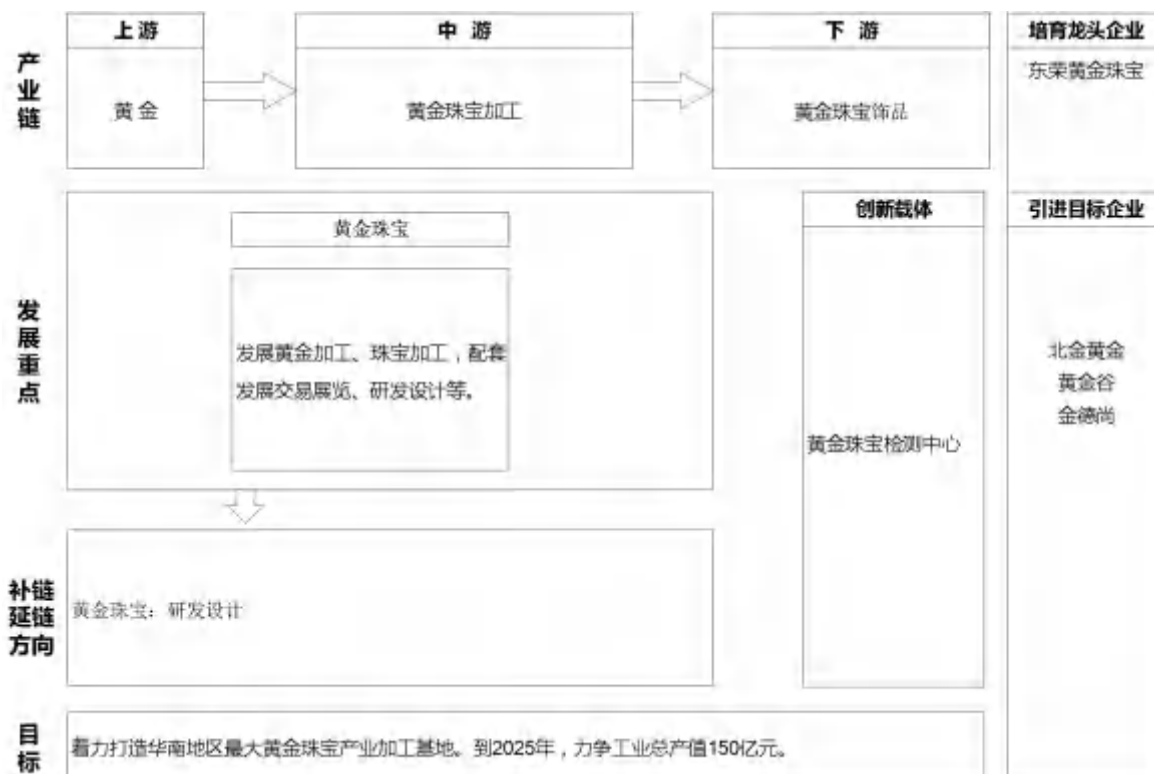 产业链
上游
黄金
中游
黄金珠宝加工
下游
黄金珠宝饰品
培育龙头企业
东荣黄金珠宝
发展重点
黄金珠宝
发展黄金加工、珠宝加工，配套
发展交易展览、研发设计等。
创新载体
黄金珠宝检测中心
引进目标企业
北金黄金
黄金谷
金德尚
补链
延链
方向
黄金珠宝：研发设计
目标
着力打造华南地区最大黄金珠宝产业加工基地。到2025年，力争工业总产值150亿元。